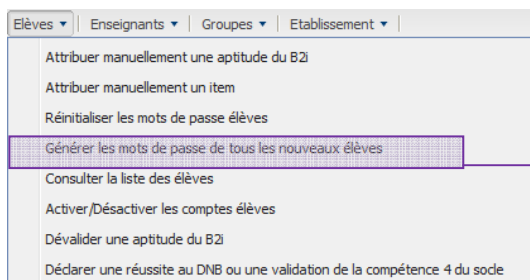 Elèves ▾ | Enseignants ▾ | Groupes ▾ | Etablissement ▾ |
Attribuer manuellement une aptitude du B2i
Attribuer manuellement un item
Réinitialiser les mots de passe élèves
Générer les mots de passe de tous les nouveaux élèves
Consulter la liste des élèves
Activer/Désactiver les comptes élèves
Dévalider une aptitude du B2i
Déclarer une réussite au DNB ou une validation de la compétence 4 du socle